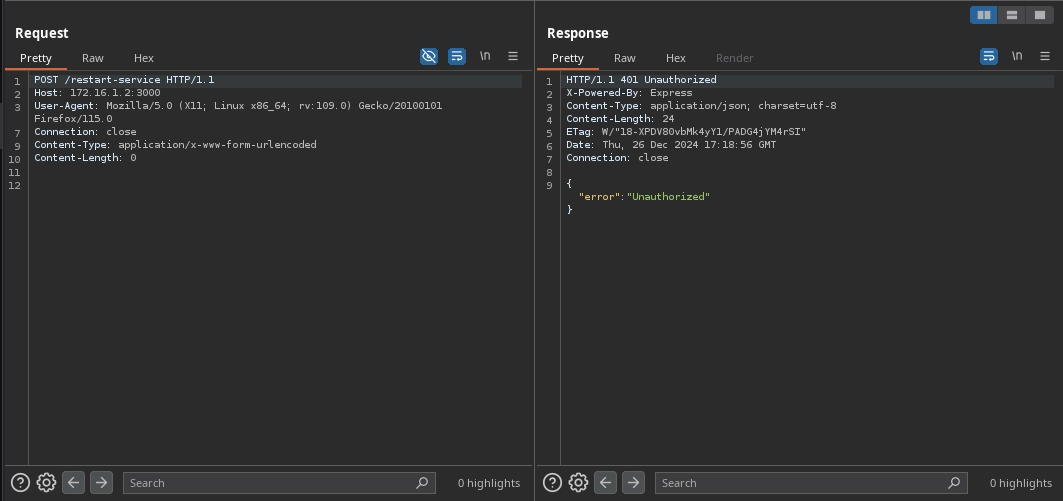 Request
Pretty Raw Hex
\n
1 POST /restart-service HTTP/1.1
2 Host: 172.16.1.2:3000
3 User-Agent: Mozilla/5.0 (X11; Linux x86_64; rv:109.0) Gecko/20100101
Firefox/115.0
7 Connection: close
9 Content-Type: application/x-www-form-urlencoded
10 Content-Length: 0
11
12
Search
0 highlights
Response
Pretty Raw Hex Render
\n
1 HTTP/1.1 401 Unauthorized
2 X-Powered-By: Express
3 Content-Type: application/json; charset=utf-8
4 Content-Length: 24
5 ETag: W/"18-XPDV80vbMk4yY1/PADG4jYM4rSI"
6 Date: Thu, 26 Dec 2024 17:18:56 GMT
7 Connection: close
8
9 {
"error":"Unauthorized"
}
Search
0 highlights